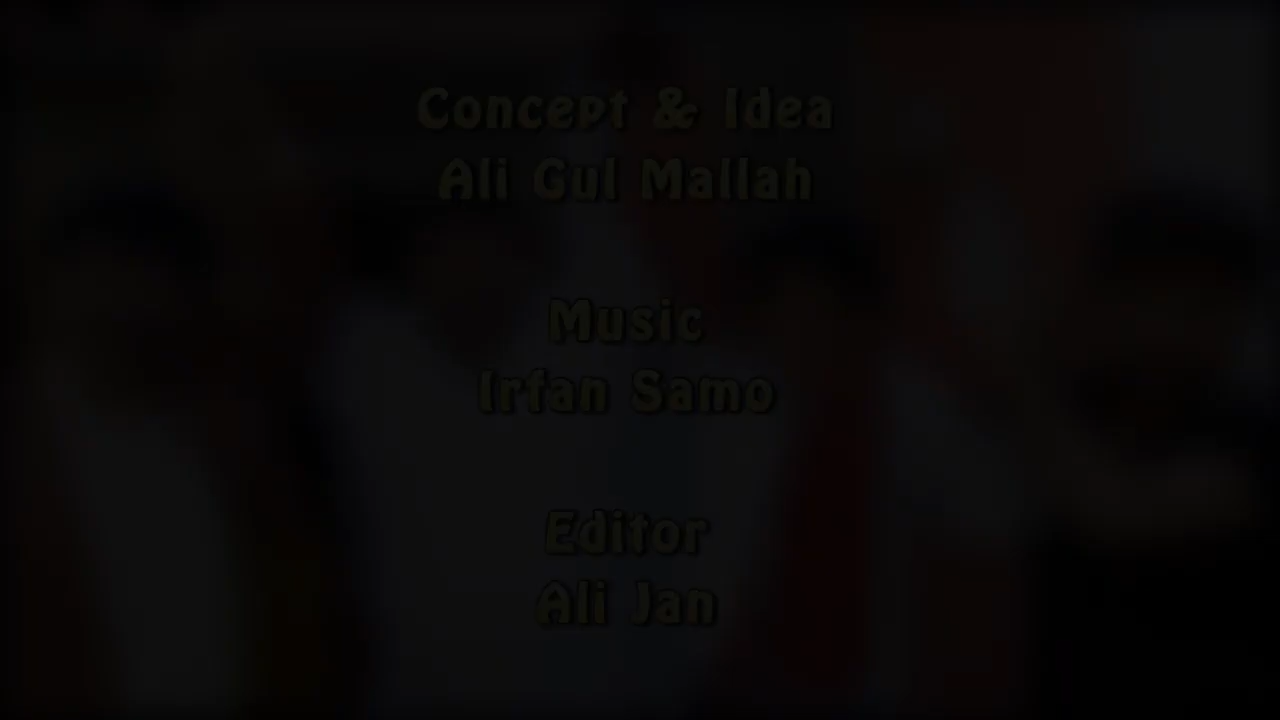 Concept & Idea
Ali Gul Mallah
Music
Irfan Samo
Editor
Ali Jan